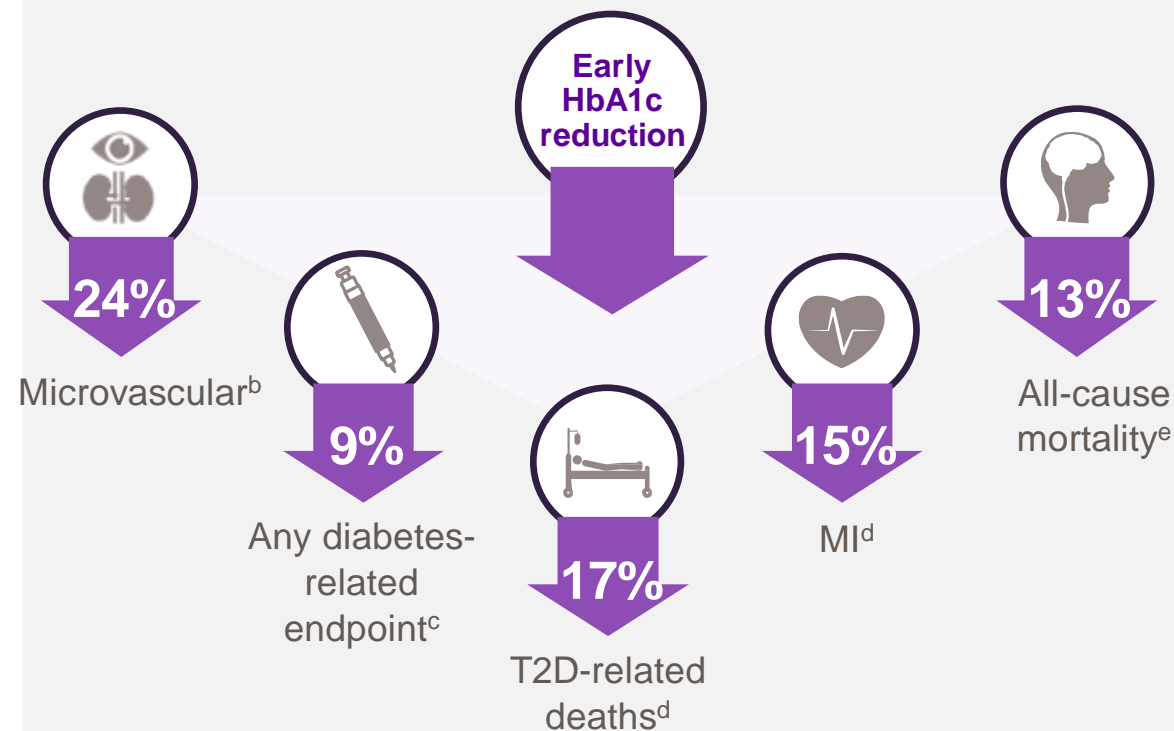 Early
HbA1c
reduction
24%
Microvascularᵇ
9%
Any diabetes-
related
endpointᶜ
17%
T2D-related
deathsᵈ
15%
MIᵈ
13%
All-cause
mortalityᵉ